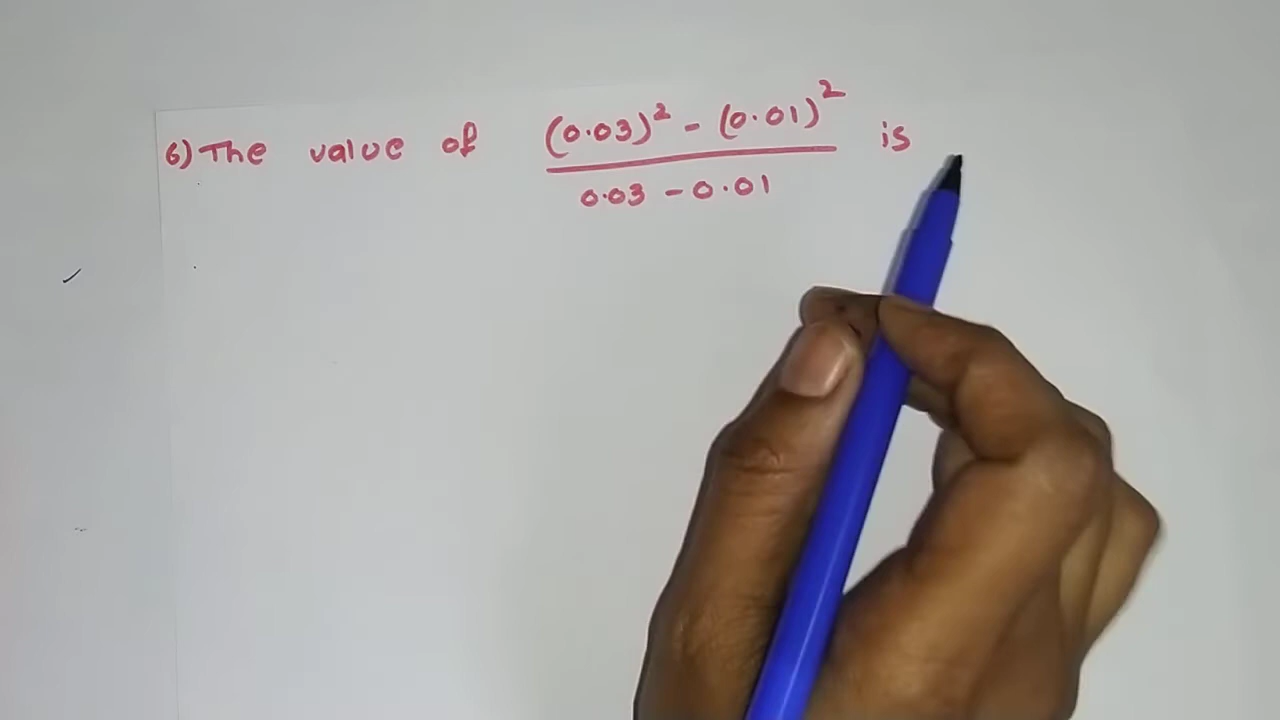 6) The value of (0.03)² - (0.01)² / 0.03 - 0.01 is